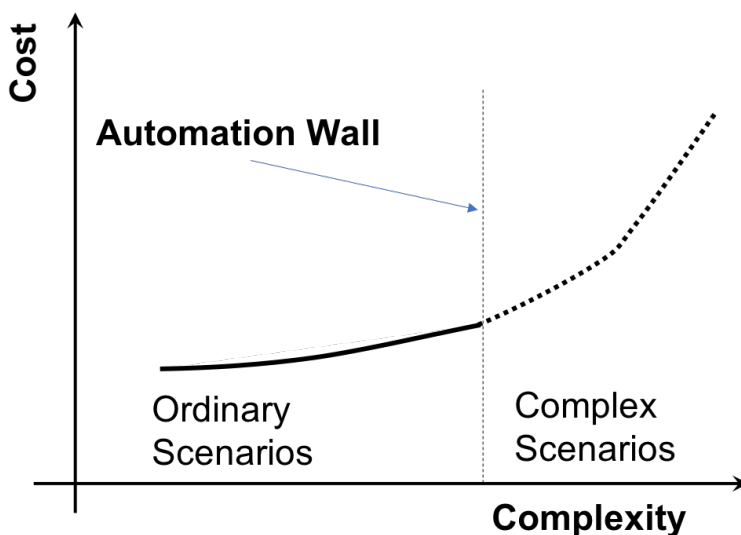 Cost
Automation Wall
Ordinary
Scenarios
Complex
Scenarios
Complexity